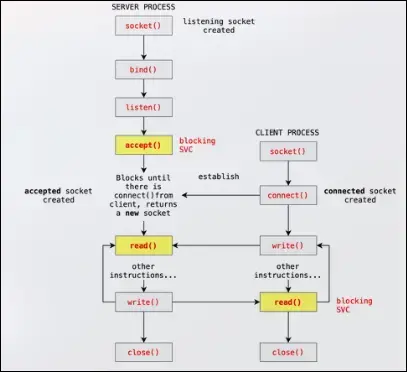 SERVER PROCESS
socket()
listening socket
created
bind()
listen()
accept()
blocking
SVC
CLIENT PROCESS
socket()
Blocks until
there is
connect()from
client, returns
a new socket
establish
accepted socket
created
connect()
connected socket
created
read()
write()
other
instructions...
other
instructions...
write()
read()
blocking
SVC
close()
close()